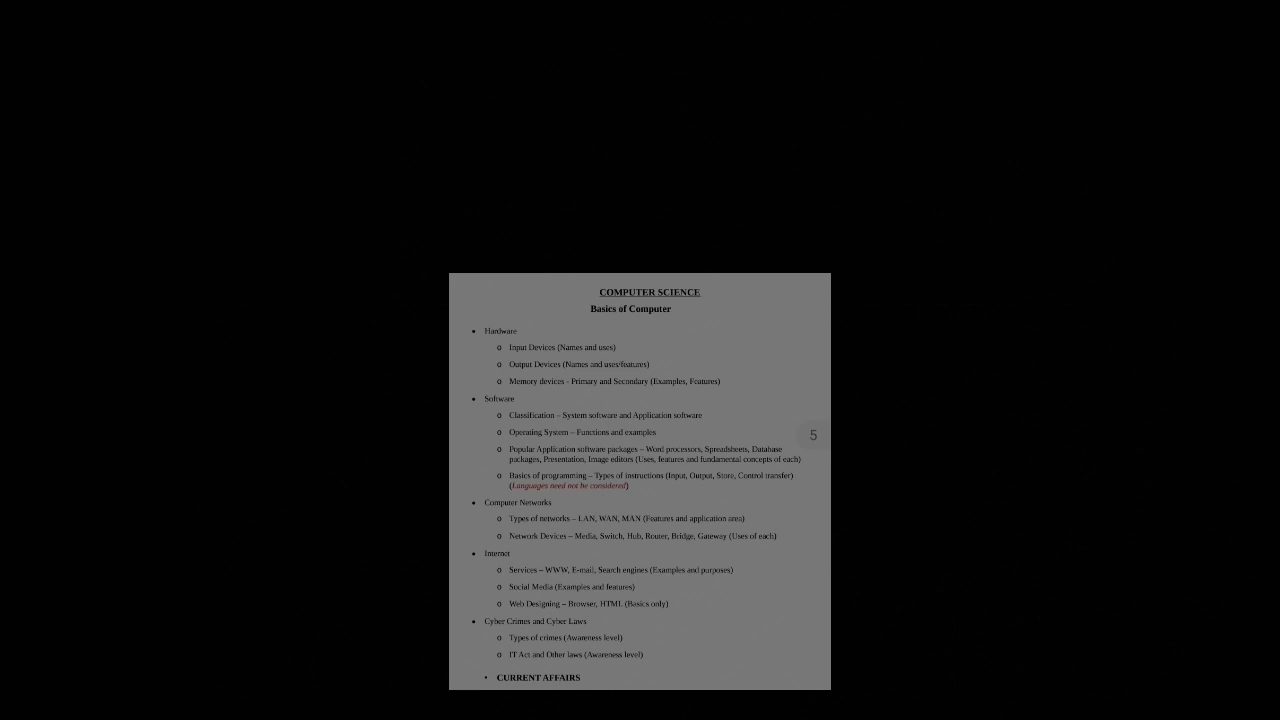 COMPUTER SCIENCE
Basics of Computer
• Hardware
o Input Devices (Names and uses)
o Output Devices (Names and uses/features)
o Memory devices - Primary and Secondary (Examples, Features)
• Software
o Classification – System software and Application software
o Operating System – Functions and examples
5
o Popular Application software packages – Word processors, Spreadsheets, Database
packages, Presentation, Image editors (Uses, features and fundamental concepts of each)
o Basics of programming – Types of instructions (Input, Output, Store, Control transfer)
(Languages need not be considered)
• Computer Networks
o Types of networks – LAN, WAN, MAN (Features and application area)
o Network Devices – Media, Switch, Hub, Router, Bridge, Gateway (Uses of each)
• Internet
o Services – WWW, E-mail, Search engines (Examples and purposes)
o Social Media (Examples and features)
o Web Designing – Browser, HTML (Basics only)
• Cyber Crimes and Cyber Laws
o Types of crimes (Awareness level)
o IT Act and Other laws (Awareness level)
• CURRENT AFFAIRS